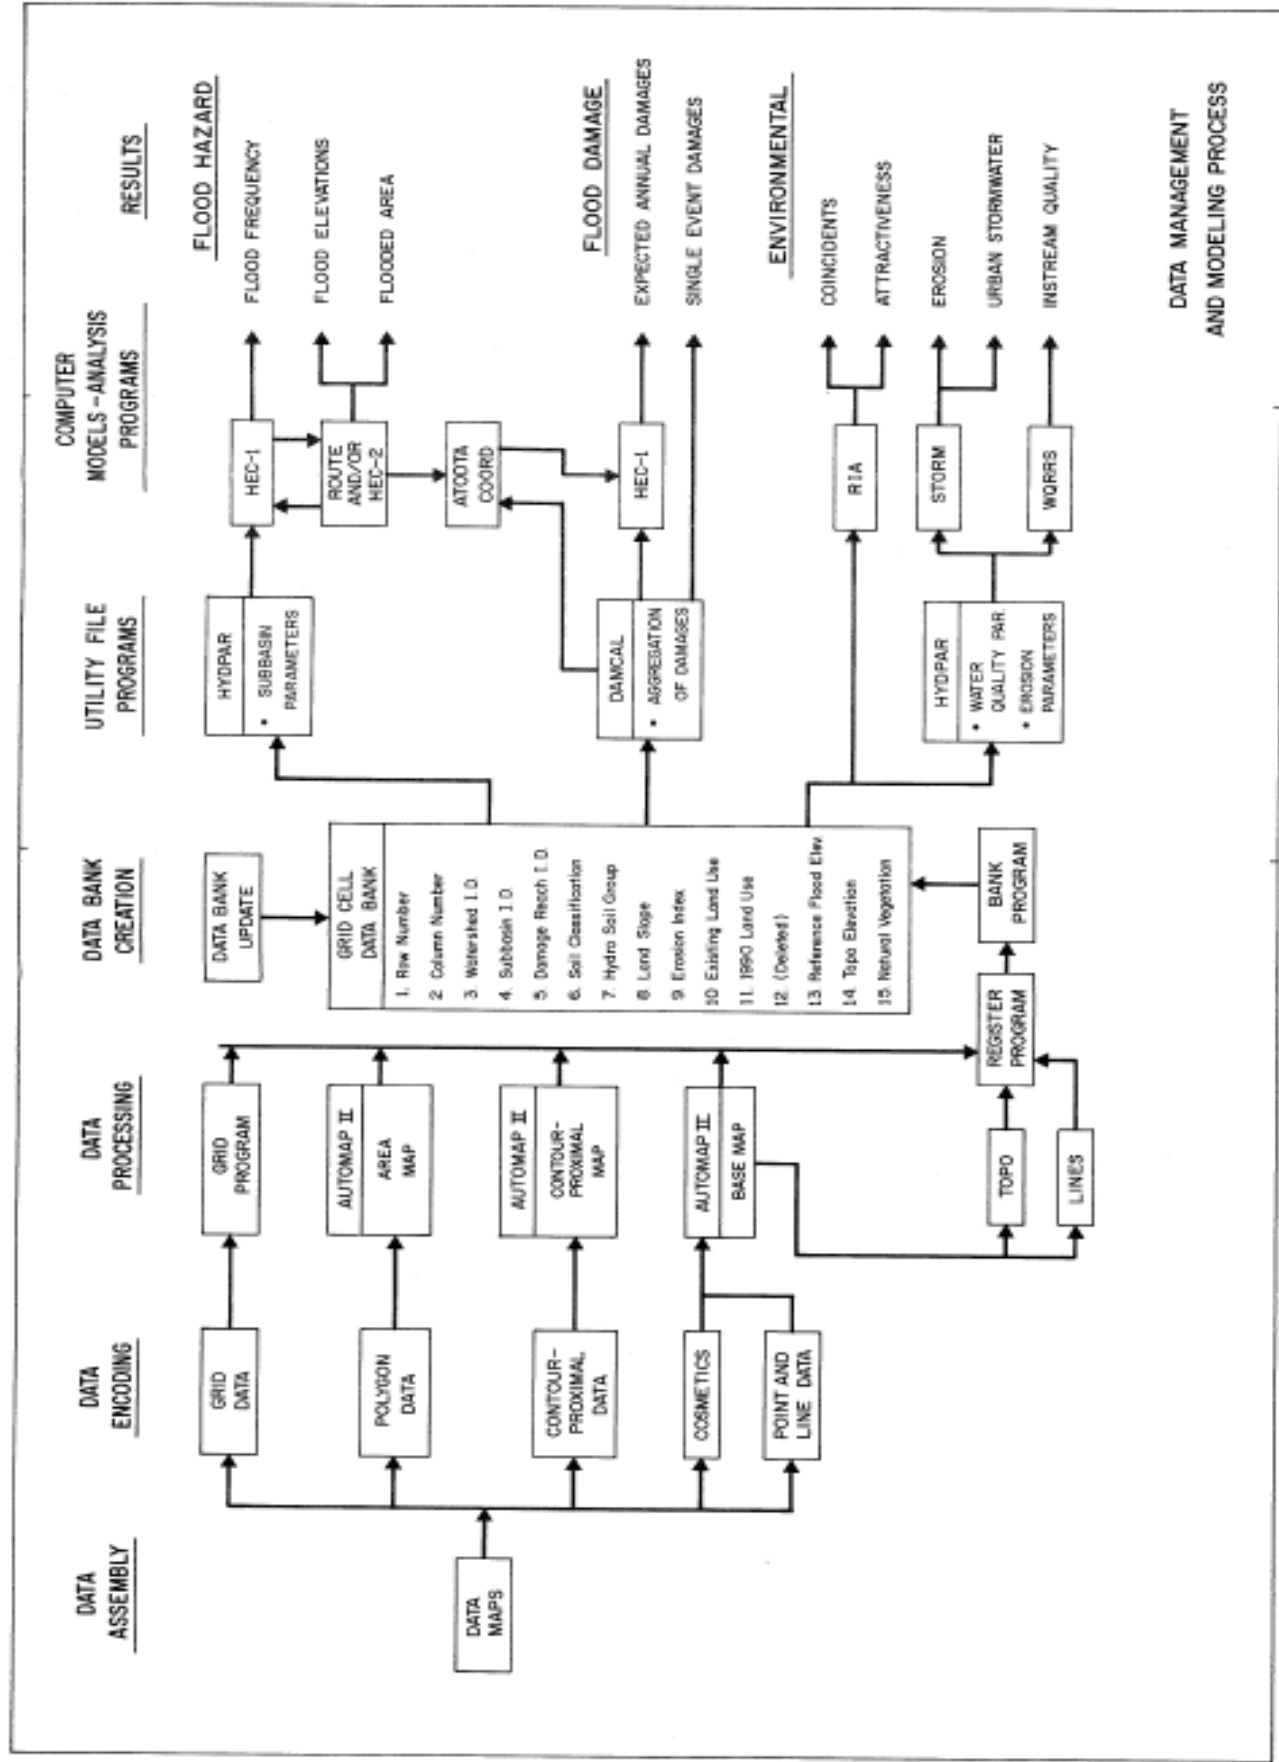 DATA
ASSEMBLY
DATA
ENCODING
DATA
PROCESSING
DATA BANK
CREATION
UTILITY FILE
PROGRAMS
COMPUTER
MODELS-ANALYSIS
PROGRAMS
RESULTS
DATA
MAPS
GRID
DATA
POLYGON
DATA
CONTOUR-
PROXIMAL
DATA
COSMETICS
POINT AND
LINE DATA
GRID
PROGRAM
AUTOMAP II
AREA
MAP
AUTOMAP II
CONTOUR-
PROXIMAL
MAP
AUTOMAP II
BASE MAP
TOPO
LINES
REGISTER
PROGRAM
BANK
PROGRAM
DATA BANK
UPDATE
GRID CELL
DATA BANK
1. Row Number
2 Column Number
3. Watershed I.D.
4. Subbasin I.D.
5. Damage Reach I.D.
6. Soil Classification
7. Hydro Soil Group
8. Land Slope
9. Erosion Index
10 Existing Land Use
11. 1990 Land Use
12. (Deleted)
13. Reference Flood Elev.
14. Topo Elevation
15. Natural Vegetation
HYDPAR
* SUBBASIN
PARAMETERS
DAMCAL
* AGGREGATION
OF DAMAGES
HYDPAR
* WATER
QUALITY PAR.
* EROSION
PARAMETERS
HEC-1
ROUTE
AND/OR
HEC-2
ATODTA
COORD
HEC-1
RIA
STORM
WQRRS
FLOOD HAZARD
FLOOD FREQUENCY
FLOOD ELEVATIONS
FLOODED AREA
FLOOD DAMAGE
EXPECTED ANNUAL DAMAGES
SINGLE EVENT DAMAGES
ENVIRONMENTAL
COINCIDENTS
ATTRACTIVENESS
EROSION
URBAN STORMWATER
INSTREAM QUALITY
DATA MANAGEMENT
AND MODELING PROCESS